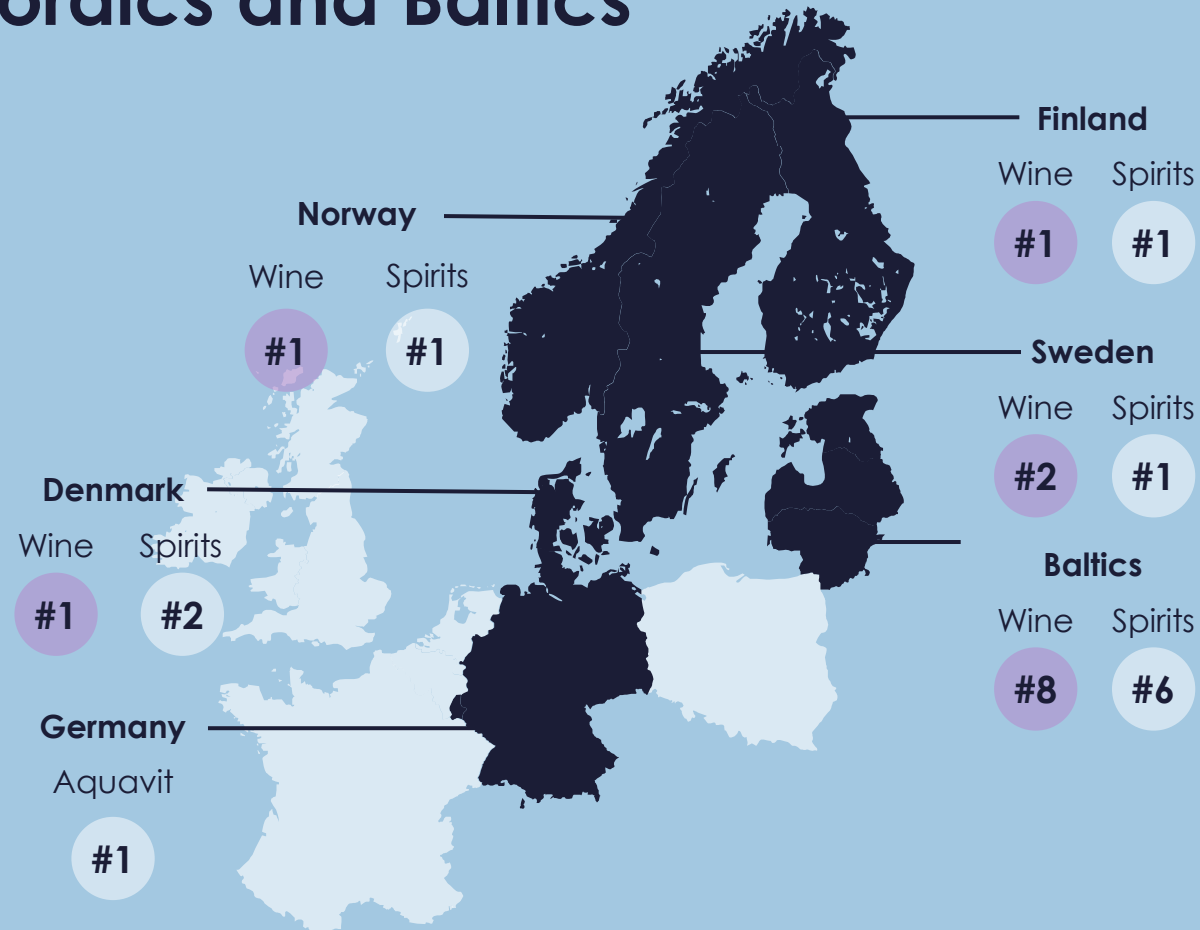 ordics and Baltics
Finland
Wine Spirits
#1 #1
Norway
Wine Spirits
#1 #1
Sweden
Wine Spirits
#2 #1
Denmark
Wine Spirits
#1 #2
Baltics
Wine Spirits
#8 #6
Germany
Aquavit
#1